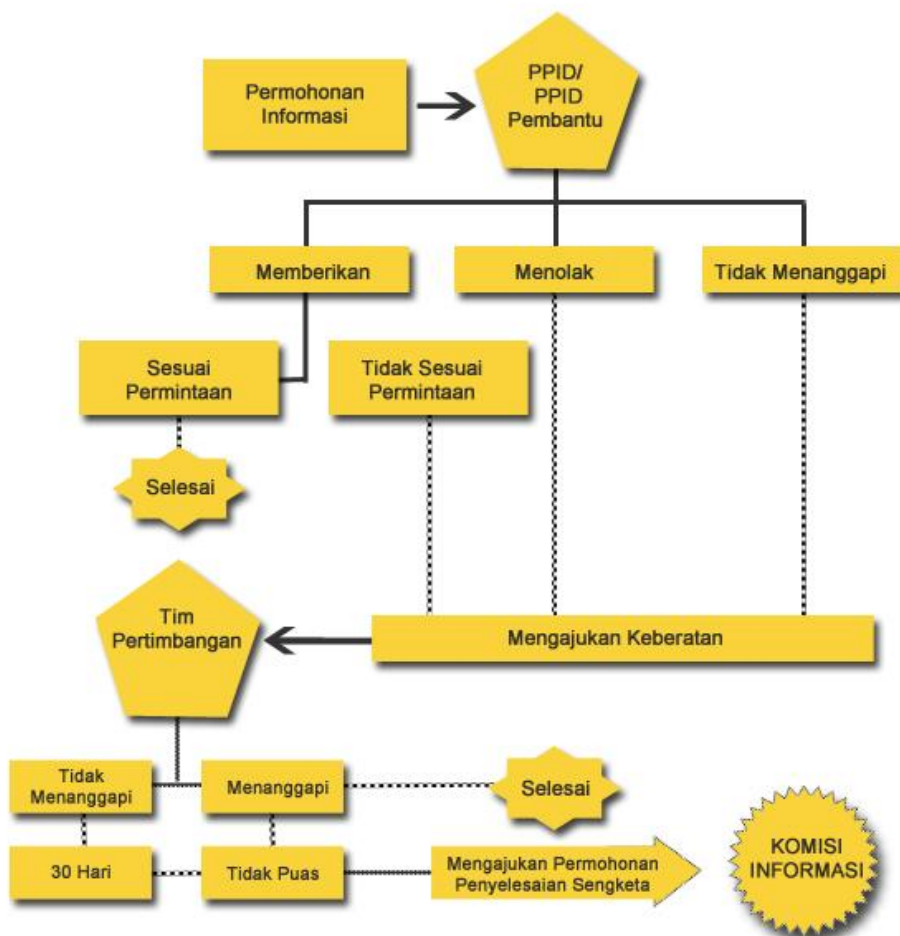 Permohonan
Informasi
PPID/
PPID
Pembantu
Memberikan
Menolak
Tidak Menanggapi
Sesuai
Permintaan
Tidak Sesuai
Permintaan
Selesai
Tim
Pertimbangan
Mengajukan Keberatan
Tidak
Menanggapi
Menanggapi
Selesai
30 Hari
Tidak Puas
Mengajukan Permohonan
Penyelesaian Sengketa
KOMISI
INFORMASI